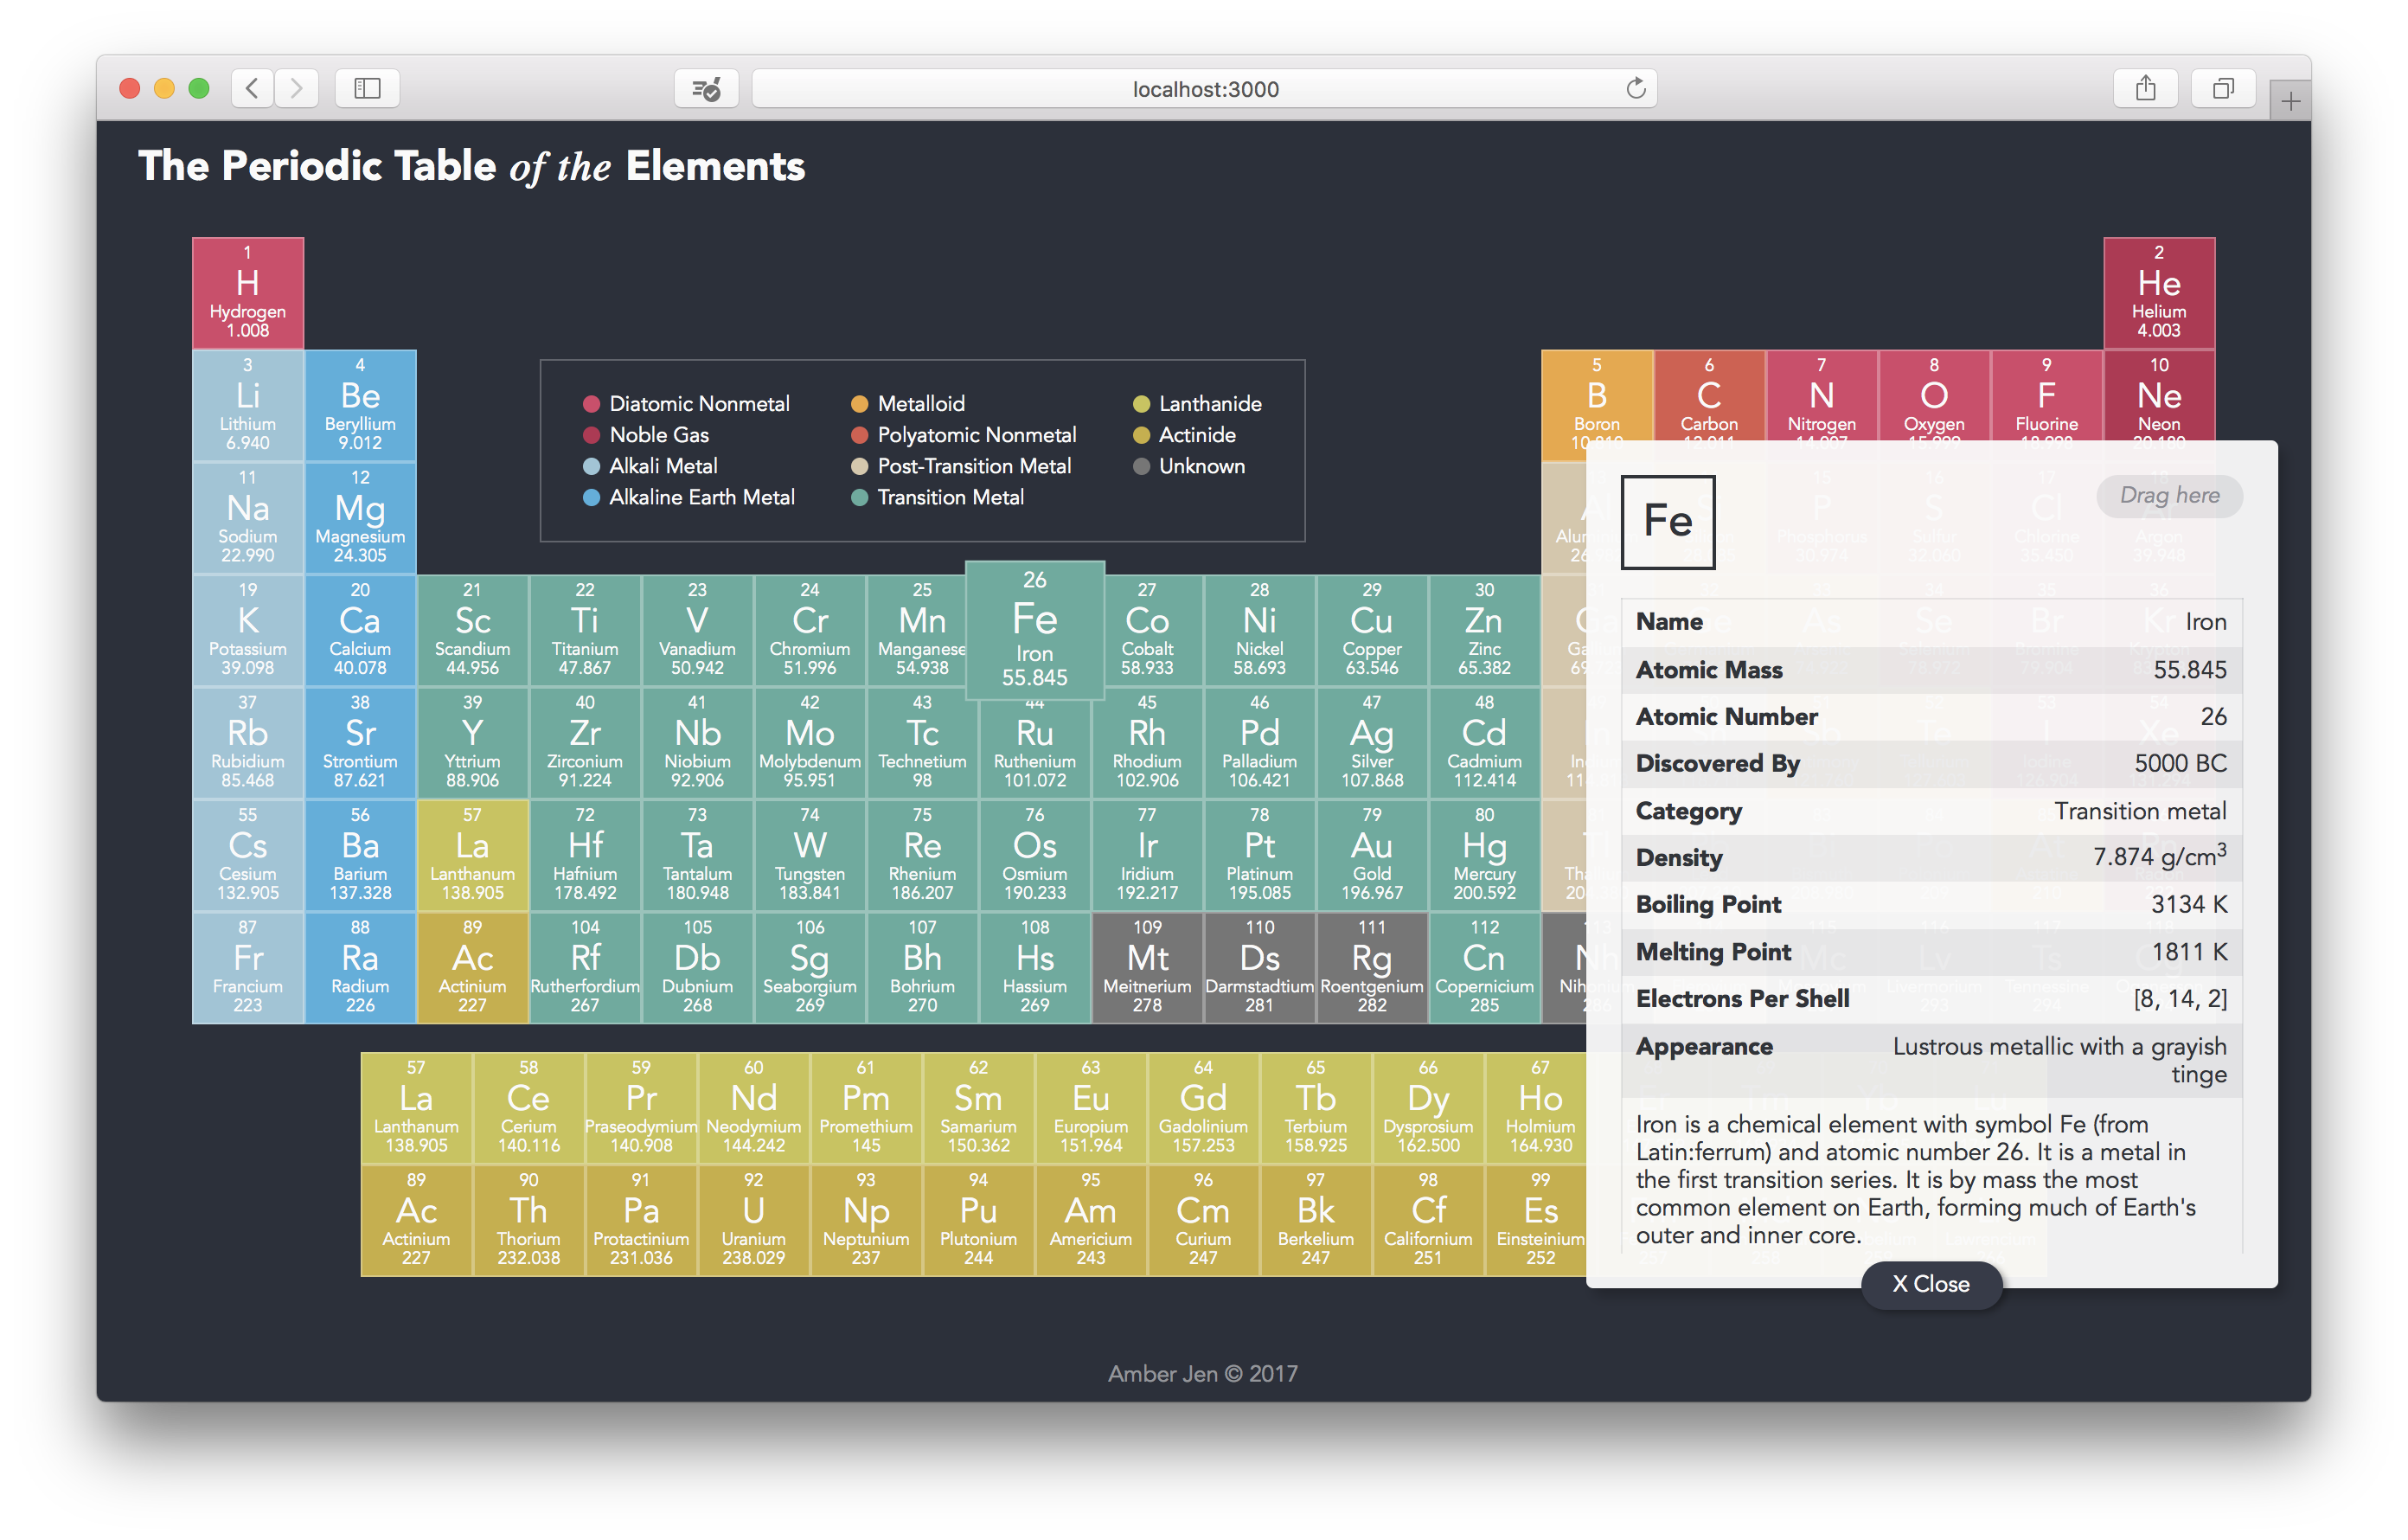 localhost:3000
The Periodic Table of the Elements
1 2
H He
Hydrogen Helium
1.008 4.003
3 4 5 6 7 8 9 10
Li Be B C N O F Ne
Lithium Beryllium Boron Carbon Nitrogen Oxygen Fluorine Neon
6.940 9.012
Diatomic Nonmetal Metalloid Lanthanide
Noble Gas Polyatomic Nonmetal Actinide
Alkali Metal Post-Transition Metal Unknown
Alkaline Earth Metal Transition Metal
11 12
Na Mg
Sodium Magnesium
22.990 24.305
19 20 21 22 23 24 25 26 27 28 29 30
K Ca Sc Ti V Cr Mn Fe Co Ni Cu Zn
Potassium Calcium Scandium Titanium Vanadium Chromium Manganese Iron Cobalt Nickel Copper Zinc
39.098 40.078 44.956 47.867 50.942 51.996 54.938 55.845 58.933 58.693 63.546 65.382
37 38 39 40 41 42 43 44 45 46 47 48
Rb Sr Y Zr Nb Mo Tc Ru Rh Pd Ag Cd
Rubidium Strontium Yttrium Zirconium Niobium Molybdenum Technetium Ruthenium Rhodium Palladium Silver Cadmium
85.468 87.621 88.906 91.224 92.906 95.951 98 101.072 102.906 106.421 107.868 112.414
55 56 57 72 73 74 75 76 77 78 79 80
Cs Ba La Hf Ta W Re Os Ir Pt Au Hg
Cesium Barium Lanthanum Hafnium Tantalum Tungsten Rhenium Osmium Iridium Platinum Gold Mercury
132.905 137.328 138.905 178.492 180.948 183.841 186.207 190.233 192.217 195.085 196.967 200.592
87 88 89 104 105 106 107 108 109 110 111 112
Fr Ra Ac Rf Db Sg Bh Hs Mt Ds Rg Cn
Francium Radium Actinium Rutherfordium Dubnium Seaborgium Bohrium Hassium Meitnerium Darmstadtium Roentgenium Copernicium
223 226 227 267 268 269 270 269 278 281 282 285
57 58 59 60 61 62 63 64 65 66 67
La Ce Pr Nd Pm Sm Eu Gd Tb Dy Ho
Lanthanum Cerium Praseodymium Neodymium Promethium Samarium Europium Gadolinium Terbium Dysprosium Holmium
138.905 140.116 140.908 144.242 145 150.362 151.964 157.253 158.925 162.500 164.930
89 90 91 92 93 94 95 96 97 98 99
Ac Th Pa U Np Pu Am Cm Bk Cf Es
Actinium Thorium Protactinium Uranium Neptunium Plutonium Americium Curium Berkelium Californium Einsteinium
227 232.038 231.036 238.029 237 244 243 247 247 251 252
Fe
Drag here
Name Iron
Atomic Mass 55.845
Atomic Number 26
Discovered By 5000 BC
Category Transition metal
Density 7.874 g/cm³
Boiling Point 3134 K
Melting Point 1811 K
Electrons Per Shell [8, 14, 2]
Appearance Lustrous metallic with a grayish
tinge
Iron is a chemical element with symbol Fe (from
Latin:ferrum) and atomic number 26. It is a metal in
the first transition series. It is by mass the most
common element on Earth, forming much of Earth's
outer and inner core.
X Close
Amber Jen © 2017